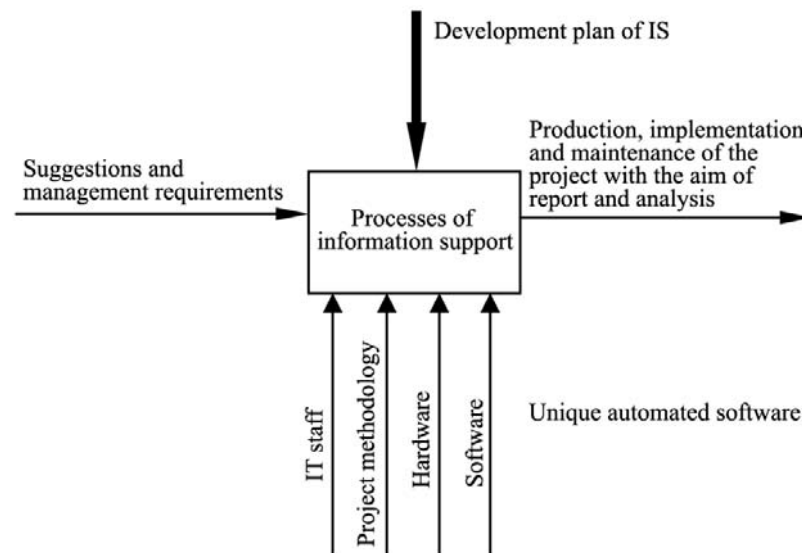 Development plan of IS
Suggestions and
management requirements
Production, implementation
and maintenance of the
project with the aim of
report and analysis
Processes of
information support
IT staff
Project methodology
Hardware
Software
Unique automated software